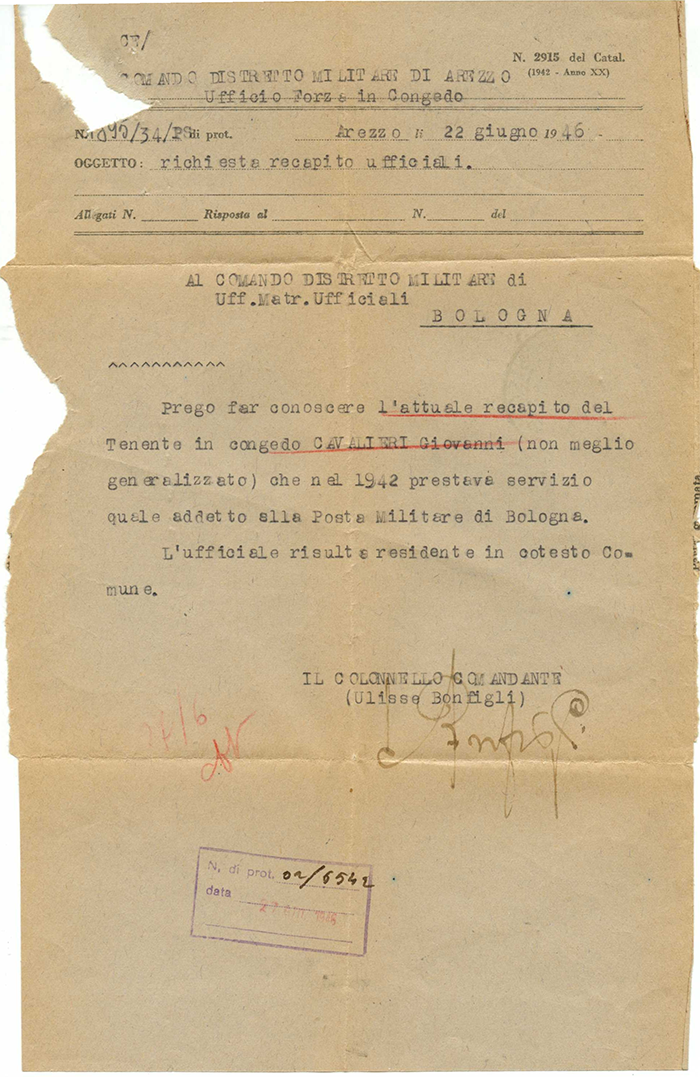 CE/
N. 2915 del Catal.
(1942 - Anno XX)
COMANDO DISTRETTO MILITARE DI AREZZO
Ufficio Forza in Congedo
di prot. Arezzo li 22 giugno 1946 -
OGGETTO: richiesta recapito ufficiali.
Allegati N. Risposta al N. del
Al COMANDO DISTRETTO MILITARE di
Uff.Matr.Ufficiali
BOLOGNA
^^^^^^^^^^^^
Prego far conoscere l'attuale recapito del
Tenente in congedo CAVALIERI Giovanni (non meglio
generalizzato) che nel 1942 prestava servizio
quale addetto alla Posta Militare di Bologna.
L'ufficiale risulta residente in cotesto Co=
mune.
IL COLONNELLO COMANDANTE
(Ulisse Bonfigli)
N. di prot. 02/6542
data